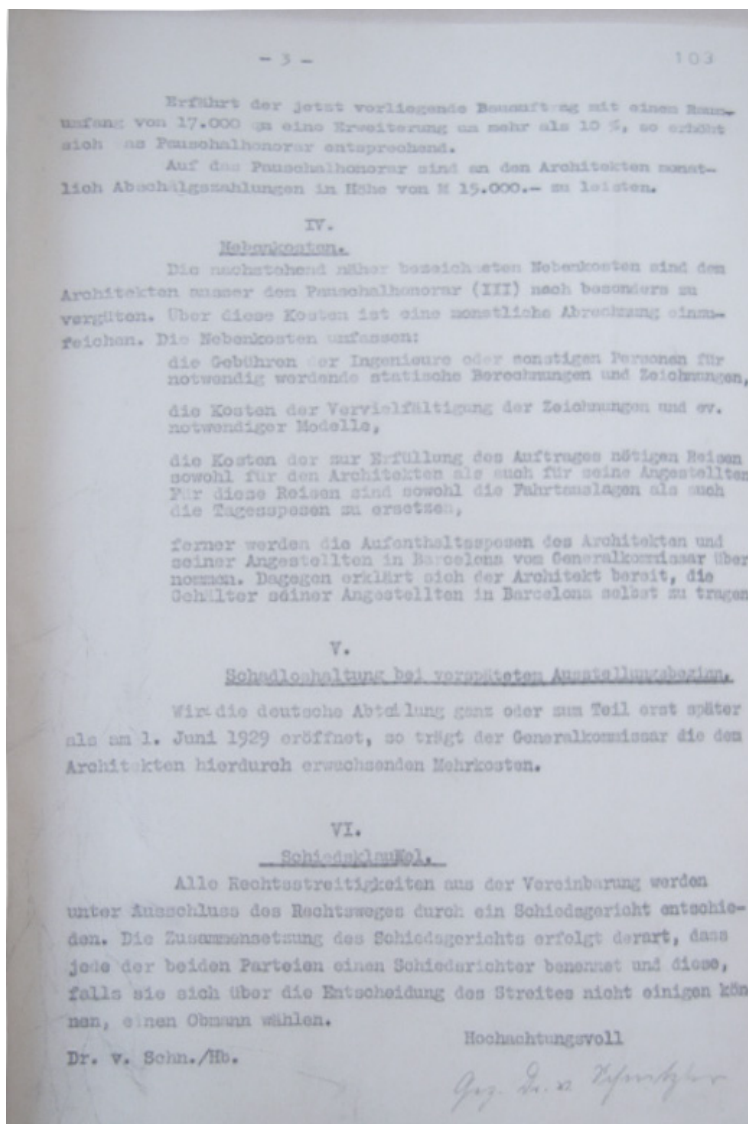 - 3 -
103
Erfährt der jetzt vorliegende Bauauftrag mit einem Raum-
umfang von 17.000 qm eine Erweiterung um mehr als 10 %, so erhöht
sich das Pauschalhonorar entsprechend.
Auf das Pauschalhonorar sind an den Architekten monat-
lich Abschlagszahlungen in Höhe von M 15.000.- zu leisten.
IV.
Nebenkosten.
Die nachstehend näher bezeichneten Nebenkosten sind dem
Architekten ausser dem Pauschalhonorar (III) noch besonders zu
vergüten. Über diese Kosten ist eine monatliche Abrechnung einzu-
reichen. Die Nebenkosten umfassen:
die Gebühren der Ingenieure oder sonstigen Personen für
notwendig werdende statische Berechnungen und Zeichnungen,
die Kosten der Vervielfältigung der Zeichnungen und ev.
notwendiger Modelle,
die Kosten der zur Erfüllung des Auftrages nötigen Reisen
sowohl für den Architekten als auch für seine Angestellten
Für diese Reisen sind sowohl die Fahrtauslagen als auch
die Tagesspesen zu ersetzen,
ferner werden die Aufenthaltsspesen des Architekten und
seiner Angestellten in Barcelona vom Generalkommissar über
nommen. Dagegen erklärt sich der Architekt bereit, die
Gehälter seiner Angestellten in Barcelona selbst zu tragen
V.
Schadloshaltung bei verspätetem Ausstellungsbeginn.
Wird die deutsche Abteilung ganz oder zum Teil erst später
als am 1. Juni 1929 eröffnet, so trägt der Generalkommissar die dem
Architekten hierdurch erwachsenden Mehrkosten.
VI.
Schiedsklausel.
Alle Rechtsstreitigkeiten aus der Vereinbarung werden
unter Ausschluss des Rechtsweges durch ein Schiedsgericht entschie-
den. Die Zusammensetzung des Schiedsgerichts erfolgt derart, dass
jede der beiden Parteien einen Schiedsrichter benennet und diese,
falls sie sich über die Entscheidung des Streites nicht einigen kön
nen, einen Obmann wählen.
Hochachtungsvoll
Dr. v. Schn./Hb.
Gez. Dr. v Schnitzler